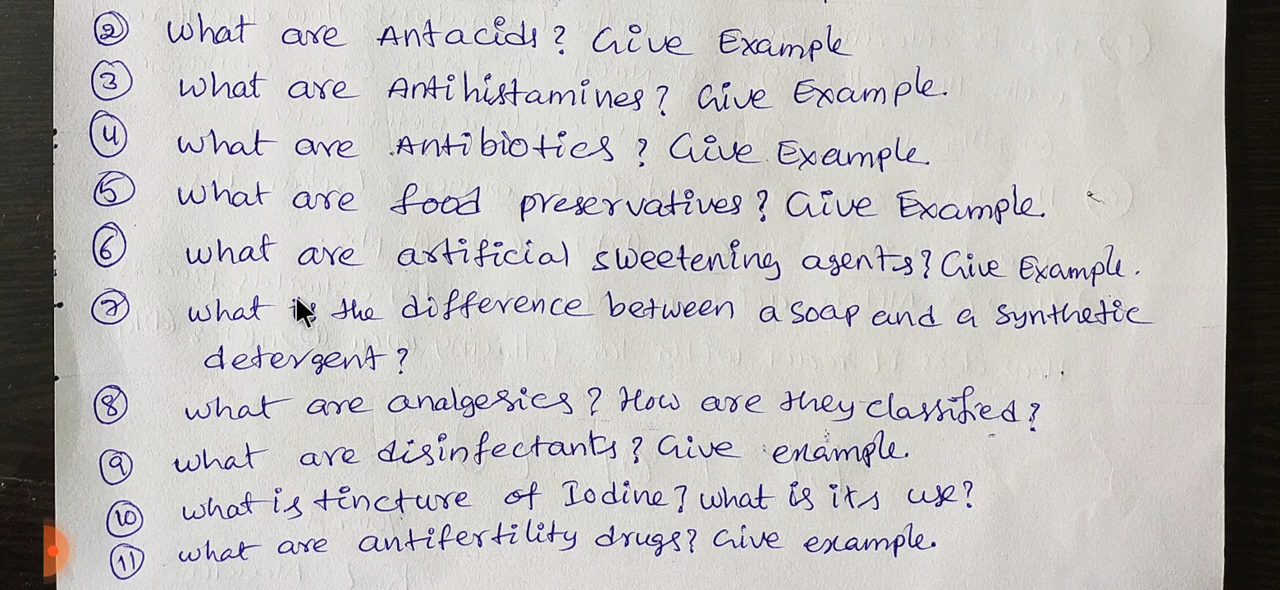 ② What are Antacids? Give Example
③ What are Antihistamines? Give Example.
④ What are Antibiotics? Give Example.
⑤ What are food preservatives? Give Example.
⑥ What are artificial sweetening agents? Give Example.
⑦ What is the difference between a soap and a synthetic
detergent?
⑧ What are analgesics? How are they classified?
⑨ What are disinfectants? Give example.
⑩ What is tincture of Iodine? What is its use?
⑪ What are antifertility drugs? Give example.